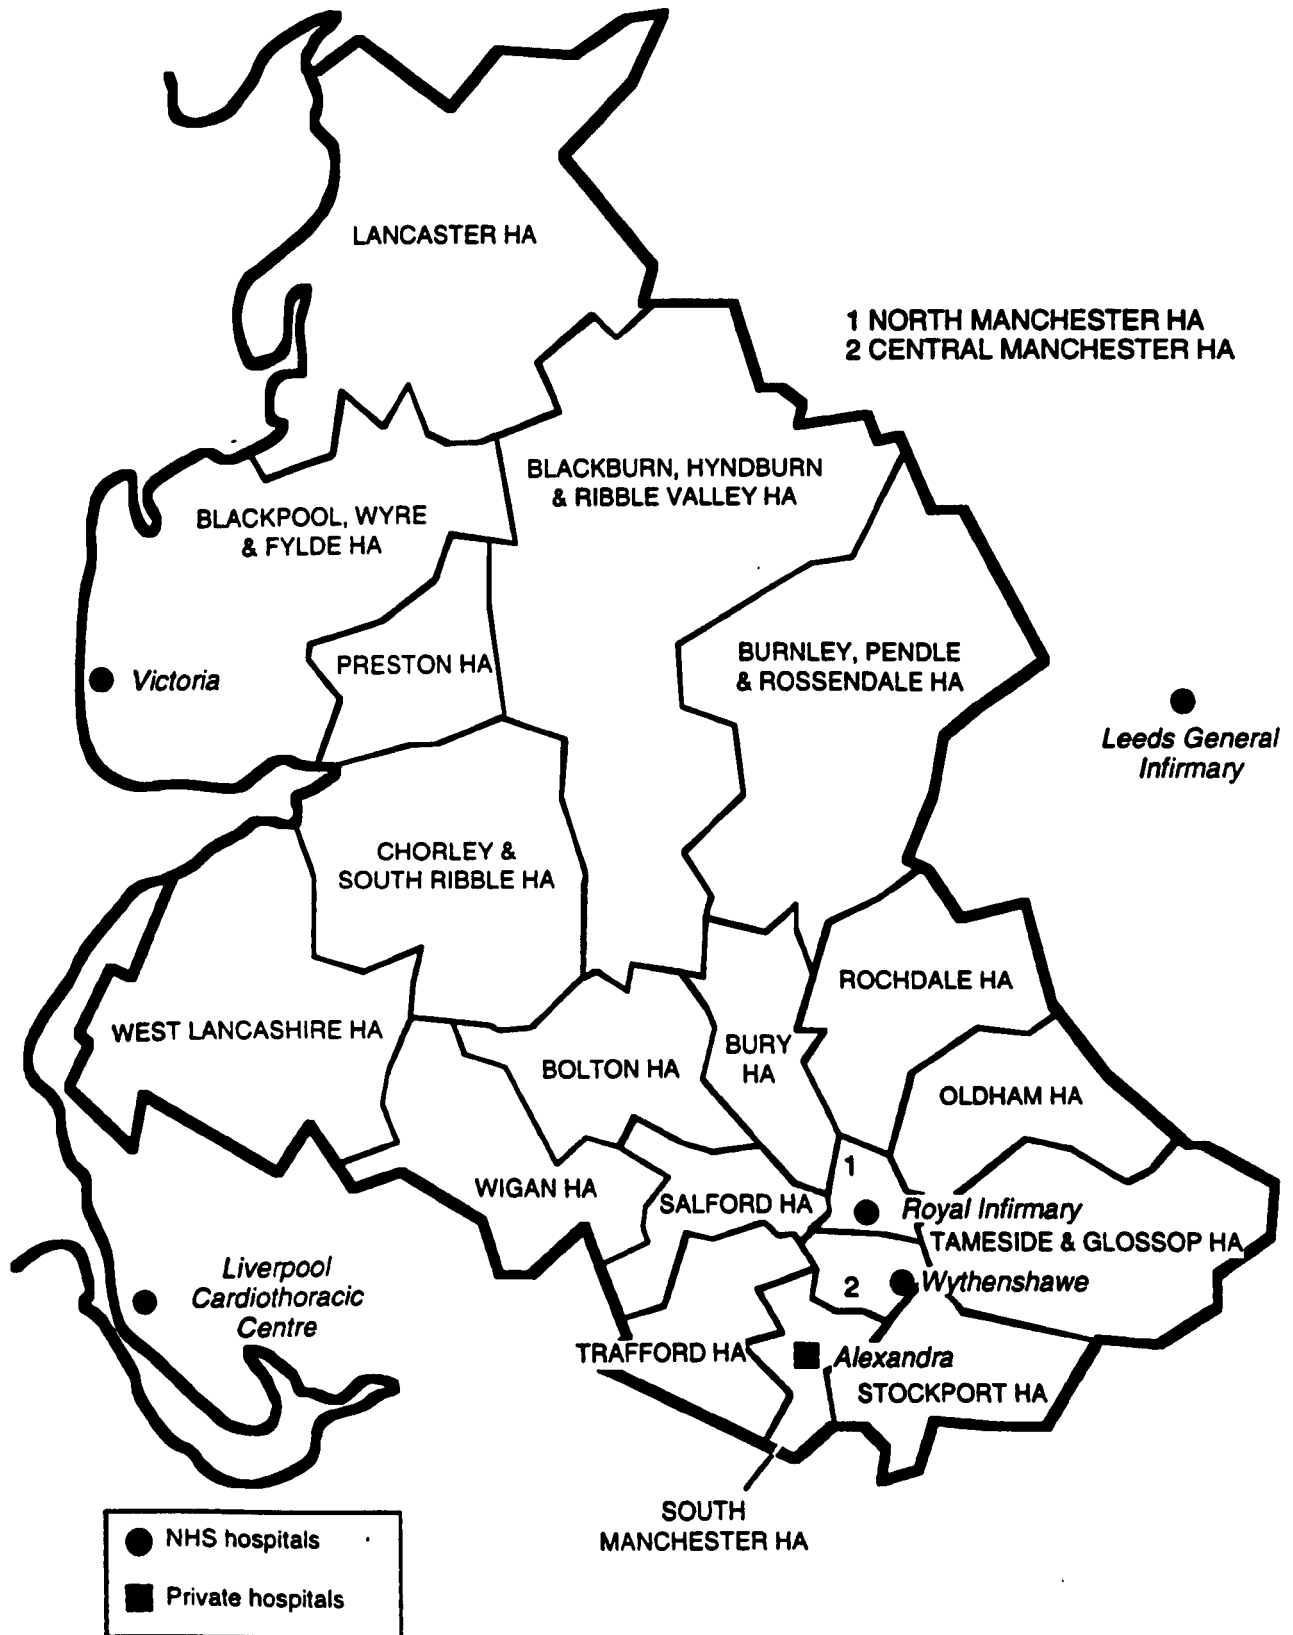 LANCASTER HA
1 NORTH MANCHESTER HA
2 CENTRAL MANCHESTER HA
BLACKBURN, HYNDBURN
& RIBBLE VALLEY HA
BLACKPOOL, WYRE
& FYLDE HA
PRESTON HA
BURNLEY, PENDLE
& ROSSENDALE HA
Victoria
Leeds General
Infirmary
CHORLEY &
SOUTH RIBBLE HA
ROCHDALE HA
WEST LANCASHIRE HA
BURY
HA
BOLTON HA
OLDHAM HA
1
WIGAN HA
SALFORD HA
Royal Infirmary
TAMESIDE & GLOSSOP HA
Liverpool
Cardiothoracic
Centre
2
Wythenshawe
TRAFFORD HA
Alexandra
STOCKPORT HA
SOUTH
MANCHESTER HA
NHS hospitals
Private hospitals